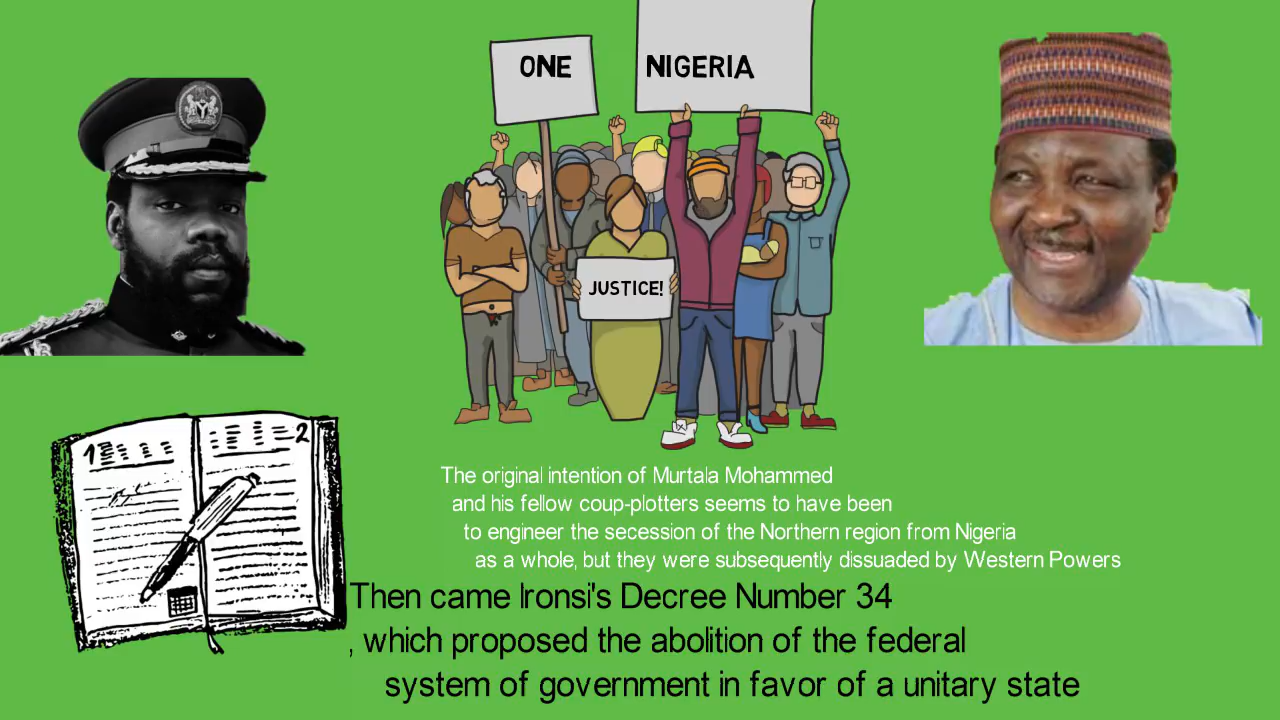 ONE NIGERIA
JUSTICE!
1 2
The original intention of Murtala Mohammed
and his fellow coup-plotters seems to have been
to engineer the secession of the Northern region from Nigeria
as a whole, but they were subsequently dissuaded by Western Powers
Then came Ironsi's Decree Number 34
, which proposed the abolition of the federal
system of government in favor of a unitary state